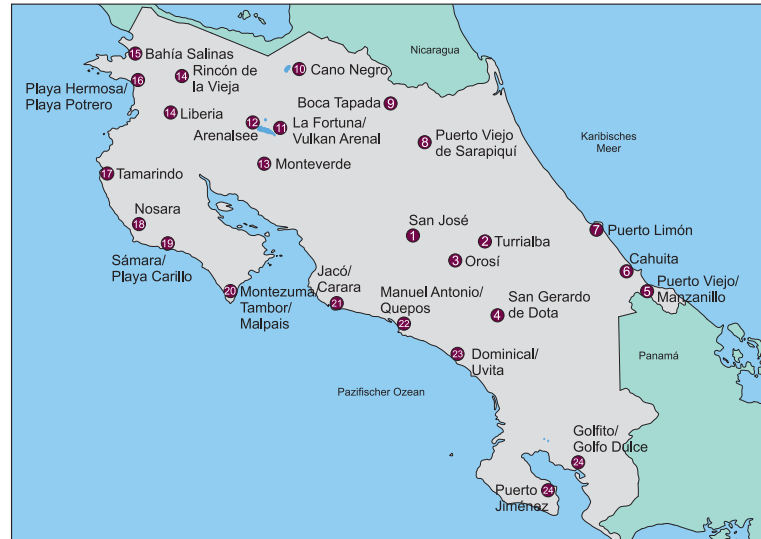 Nicaragua
15 Bahía Salinas
10 Cano Negro
14 Rincón de
la Vieja
16
Playa Hermosa/
Playa Potrero
Boca Tapada 9
14 Liberia
12
Arenalsee
11 La Fortuna/
Vulkan Arenal
8 Puerto Viejo
de Sarapiquí
Karibisches
Meer
13 Monteverde
17 Tamarindo
Nosara
18
San José
1
2 Turrialba
7 Puerto Limón
19
Sámara/
Playa Carillo
3 Orosí
Cahuita
6
Jacó/
Carara
21
20 Montezuma/
Tambor/
Malpais
Manuel Antonio/
Quepos
22
San Gerardo
de Dota
4
Puerto Viejo/
Manzanillo
5
23 Dominical/
Uvita
Panamá
Pazifischer Ozean
Golfito/
Golfo Dulce
24
Puerto
Jiménez
24